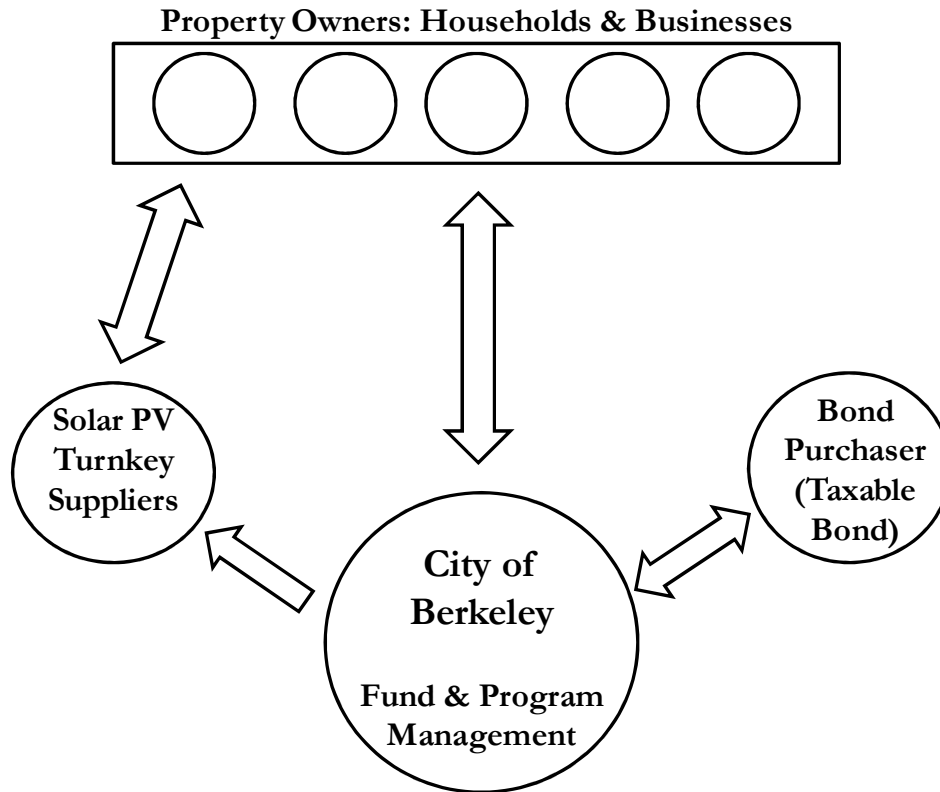 Property Owners: Households & Businesses
Solar PV
Turnkey
Suppliers
Bond
Purchaser
(Taxable
Bond)
City of
Berkeley
Fund & Program
Management